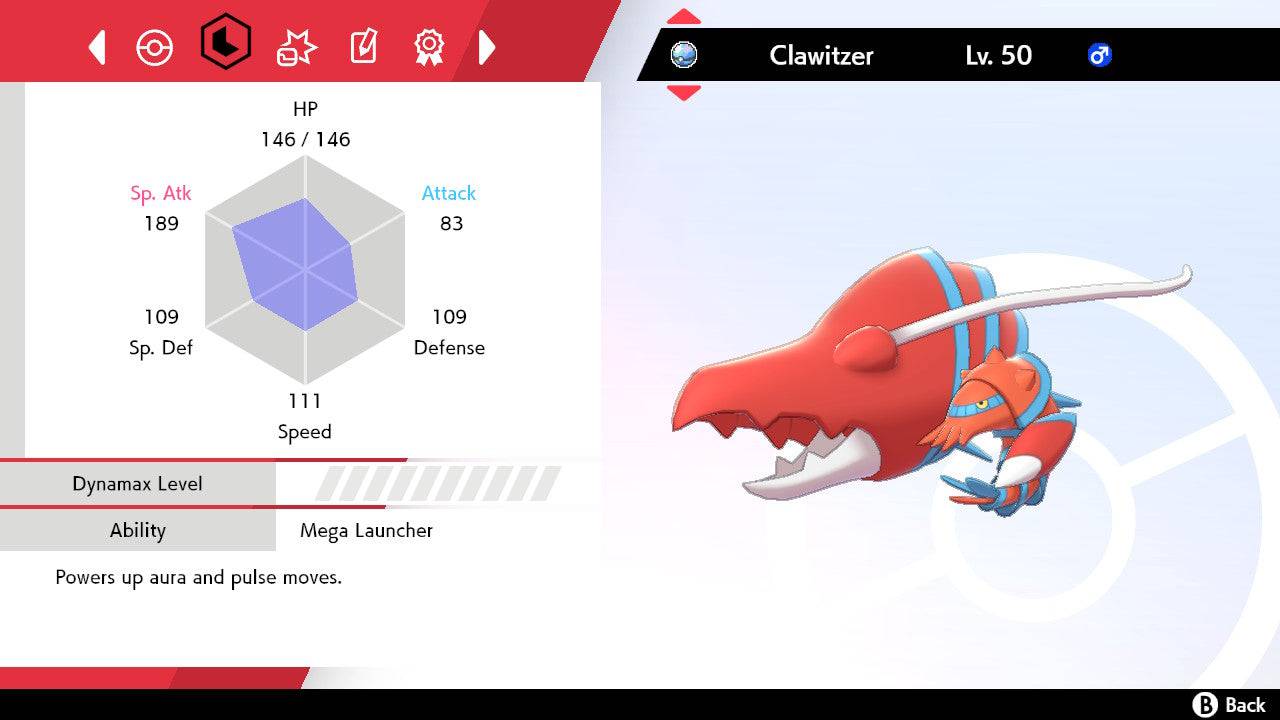 Clawitzer Lv. 50
HP
146 / 146
Sp. Atk
189
Attack
83
109
Sp. Def
109
Defense
111
Speed
Dynamax Level
Ability Mega Launcher
Powers up aura and pulse moves.
B Back